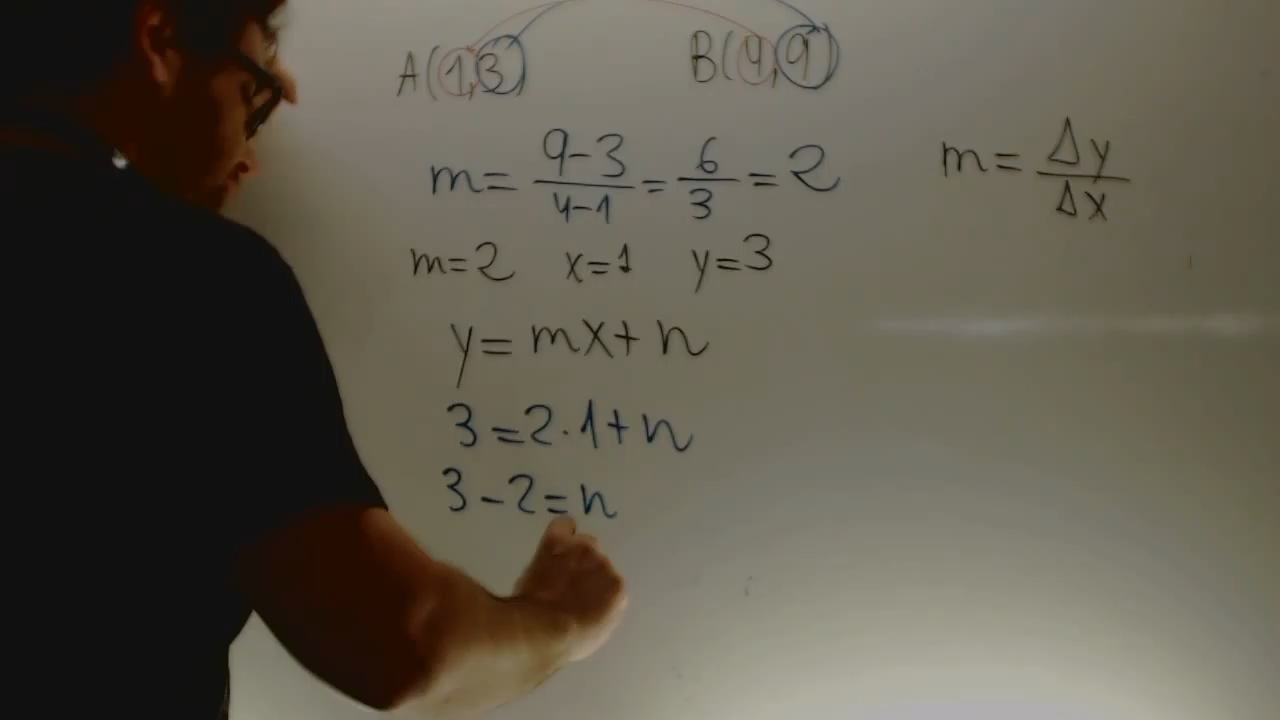 A(1,3) B(4,9)
m = 9-3/4-1 = 6/3 = 2
m = Δy/Δx
m=2 x=1 y=3
y = mx + n
3 = 2·1 + n
3 - 2 = n